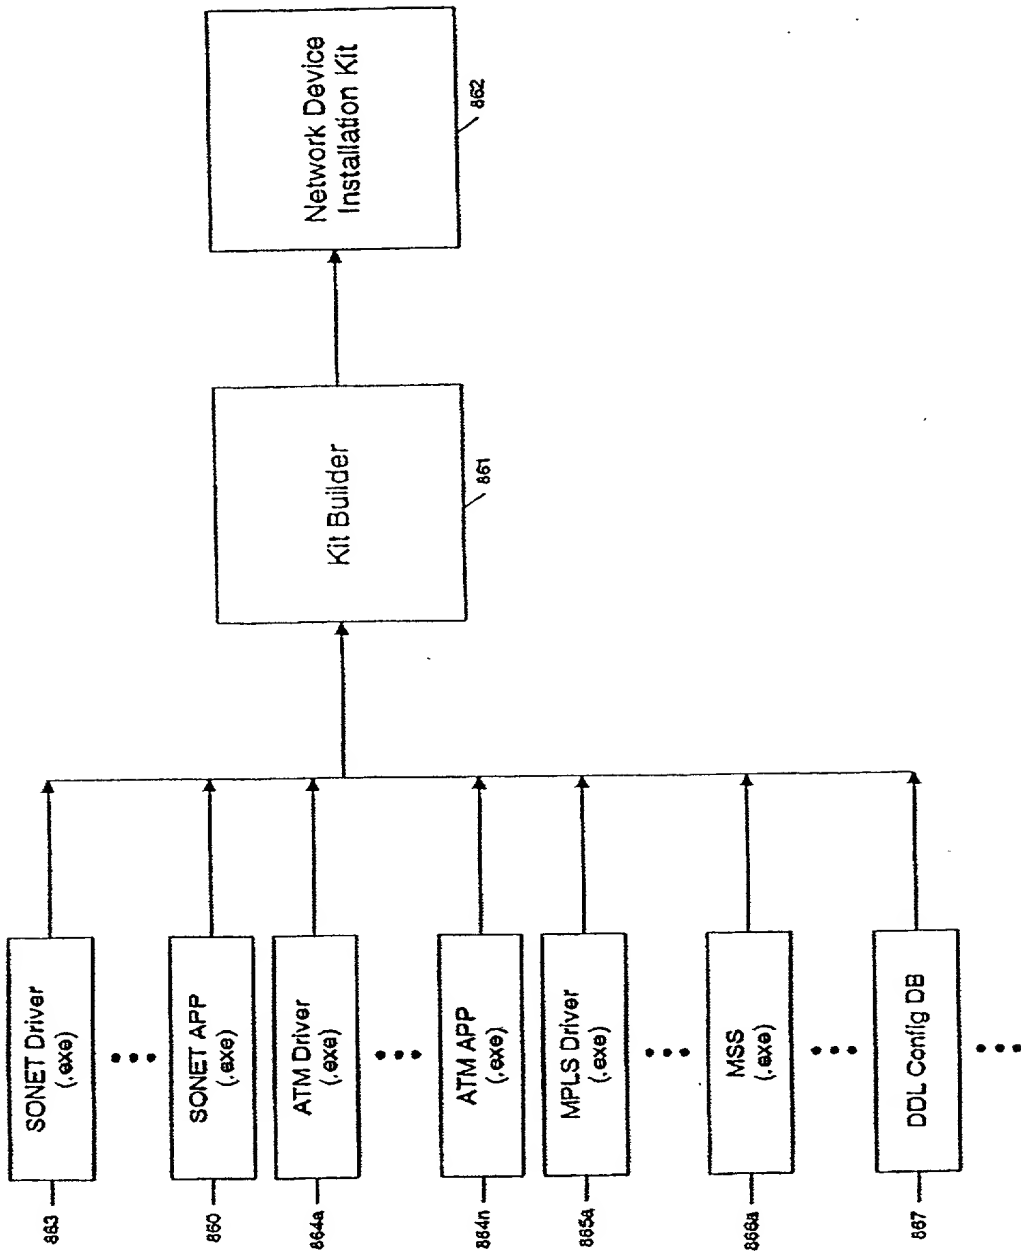 863
SONET Driver
(.exe)
860
SONET APP
(.exe)
864a
ATM Driver
(.exe)
864n
ATM APP
(.exe)
865a
MPLS Driver
(.exe)
866a
MSS
(.exe)
867
DDL Config DB
Kit Builder
861
Network Device
Installation Kit
862